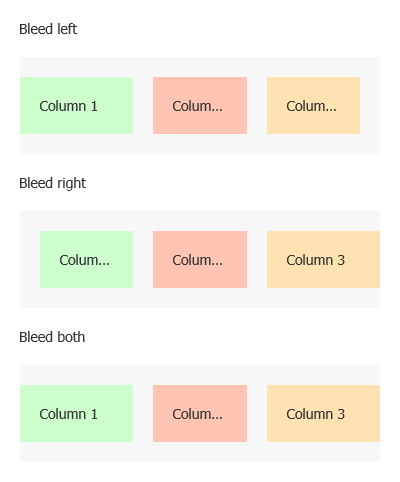 Bleed left
Column 1 Colum... Colum...
Bleed right
Colum... Colum... Column 3
Bleed both
Column 1 Colum... Column 3